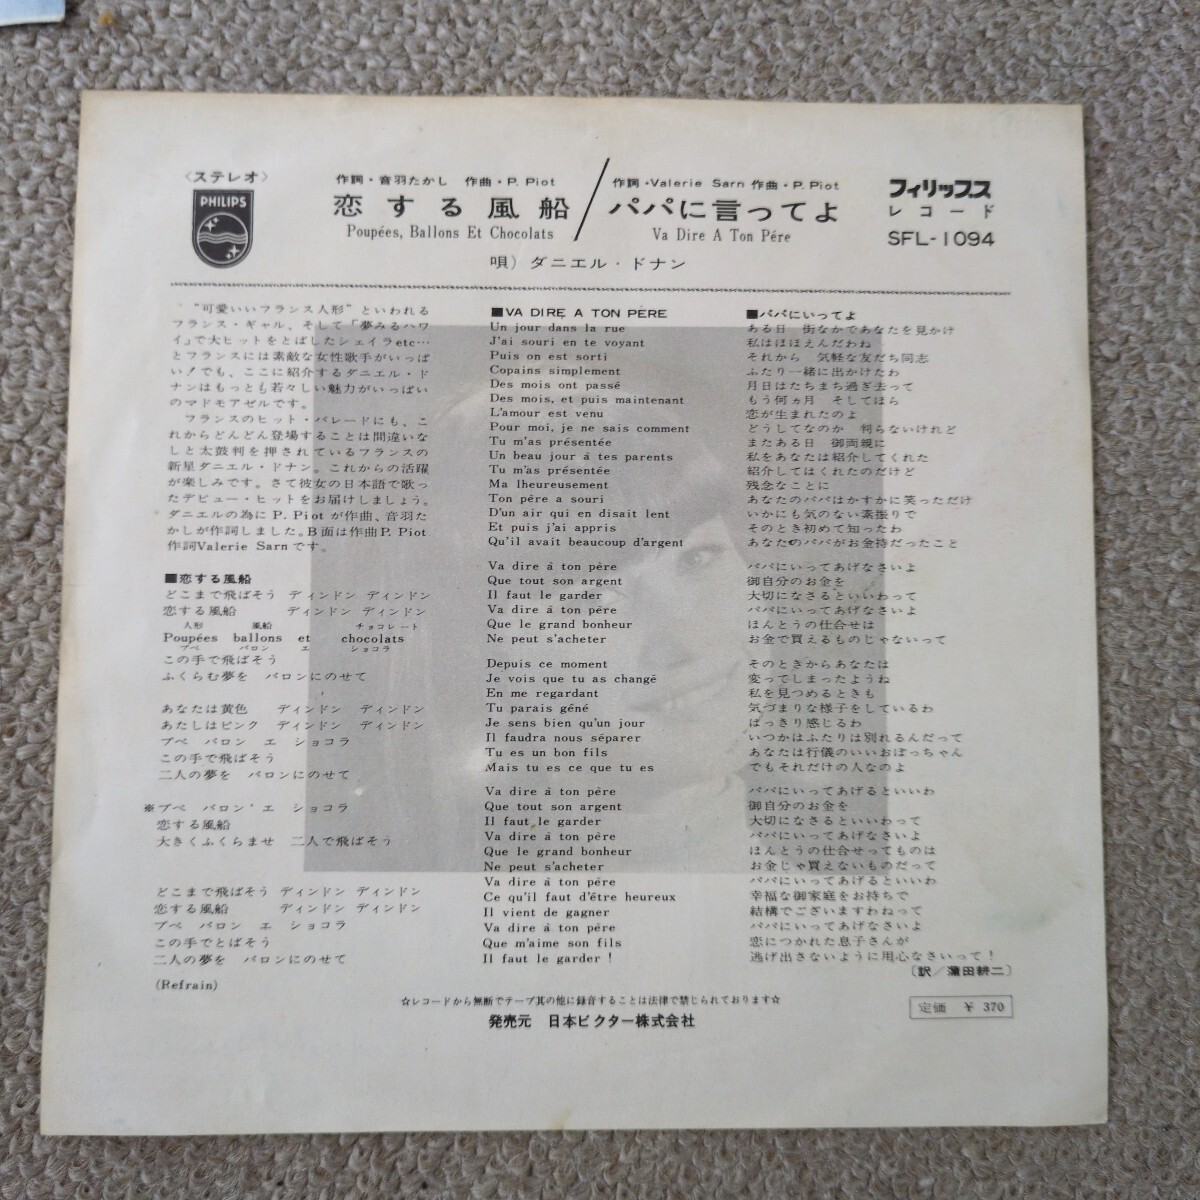 〈ステレオ〉
PHILIPS
作詞・音羽たかし 作曲・P. Piot
恋する風船
Poupées, Ballons Et Chocolats
作詞・Valerie Sarn 作曲・P. Piot
パパに言ってよ
Va Dire A Ton Pére
唄）ダニエル・ドナン
フィリップス
レコード
SFL-1094
“可愛いいフランス人形”といわれる
フランス・ギャル、そして「夢みるハワ
イ」で大ヒットをとばしたシェイラetc…
とフランスには素敵な女性歌手がいっぱ
い！でも、ここに紹介するダニエル・ド
ナンはもっとも若々しい魅力がいっぱい
のマドモアゼルです。
フランスのヒット・パレードにも、こ
れからどんどん登場することは間違いな
しと太鼓判を押されているフランスの
新星ダニエル・ドナン。これからの活躍
が楽しみです。さて彼女の日本語で歌っ
たデビュー・ヒットをお届けしましょう。
ダニエルの為に P. Piot が作曲、音羽た
かしが作詞しました。B面は作曲P. Piot
作詞Valerie Sarnです。
■恋する風船
どこまで飛ばそう ディンドン ディンドン
恋する風船 ディンドン ディンドン
人形 風船 チョコレート
Poupées ballons et chocolats
プペ バロン エ ショコラ
この手で飛ばそう
ふくらむ夢を バロンにのせて
あなたは黄色 ディンドン ディンドン
あたしはピンク ディンドン ディンドン
プペ バロン エ ショコラ
この手で飛ばそう
二人の夢を バロンにのせて
※プペ バロン エ ショコラ
恋する風船
大きくふくらませ 二人で飛ばそう
どこまで飛ばそう ディンドン ディンドン
恋する風船 ディンドン ディンドン
プペ バロン エ ショコラ
この手でとばそう
二人の夢を バロンにのせて
(Refrain)
■VA DIRE A TON PERE
Un jour dans la rue
J'ai souri en te voyant
Puis on est sorti
Copains simplement
Des mois ont passé
Des mois, et puis maintenant
L'amour est venu
Pour moi, je ne sais comment
Tu m'as présentée
Un beau jour à tes parents
Tu m'as présentée
Ma lheureusement
Ton pére a souri
D'un air qui en disait lent
Et puis j'ai appris
Qu'il avait beaucoup d'argent
Va dire á ton pére
Que tout son argent
Il faut le garder
Va dire á ton pére
Que le grand bonheur
Ne peut s'acheter
Depuis ce moment
Je vois que tu as changé
En me regardant
Tu parais géné
Je sens bien qu'un jour
Il faudra nous séparer
Tu es un bon fils
Mais tu es ce que tu es
Va dire á ton pére
Que tout son argent
Il faut le garder
Va dire á ton pére
Que le grand bonheur
Ne peut s'acheter
Va dire á ton pére
Ce qu'il faut d'étre heureux
Il vient de gagner
Va dire á ton pére
Que m'aime son fils
Il faut le garder !
■パパにいってよ
ある日 街なかであなたを見かけ
私はほほえんだわね
それから 気軽な友だち同志
ふたり一緒に出かけたわ
月日はたちまち過ぎ去って
もう何ヵ月 そしてほら
恋が生まれたのよ
どうしてなのか 判らないけれど
またある日 御両親に
私をあなたは紹介してくれた
紹介してはくれたのだけど
残念なことに
あなたのパパはかすかに笑っただけ
いかにも気のない素振りで
そのとき初めて知ったわ
あなたのパパがお金持だったこと
パパにいってあげなさいよ
御自分のお金を
大切になさるといいわって
パパにいってあげなさいよ
ほんとうの仕合せは
お金で買えるものじゃないって
そのときからあなたは
変ってしまったようね
私を見つめるときも
気づまりな様子をしているわ
はっきり感じるわ
いつかはふたりは別れるんだって
あなたは行儀のいいおぼっちゃん
でもそれだけの人なのよ
パパにいってあげるといいわ
御自分のお金を
大切になさるといいわって
パパにいってあげなさいよ
ほんとうの仕合せってものは
お金じゃ買えないものだって
パパにいってあげるといいわ
幸福な御家庭をお持ちで
結構でございますわねって
パパにいってあげなさいよ
恋につかれた息子さんが
逃げ出さないように用心なさいって！
〔訳／蒲田耕二〕
☆レコードから無断でテープ其の他に録音することは法律で禁じられております☆
発売元 日本ビクター株式会社
定価 ￥ 370